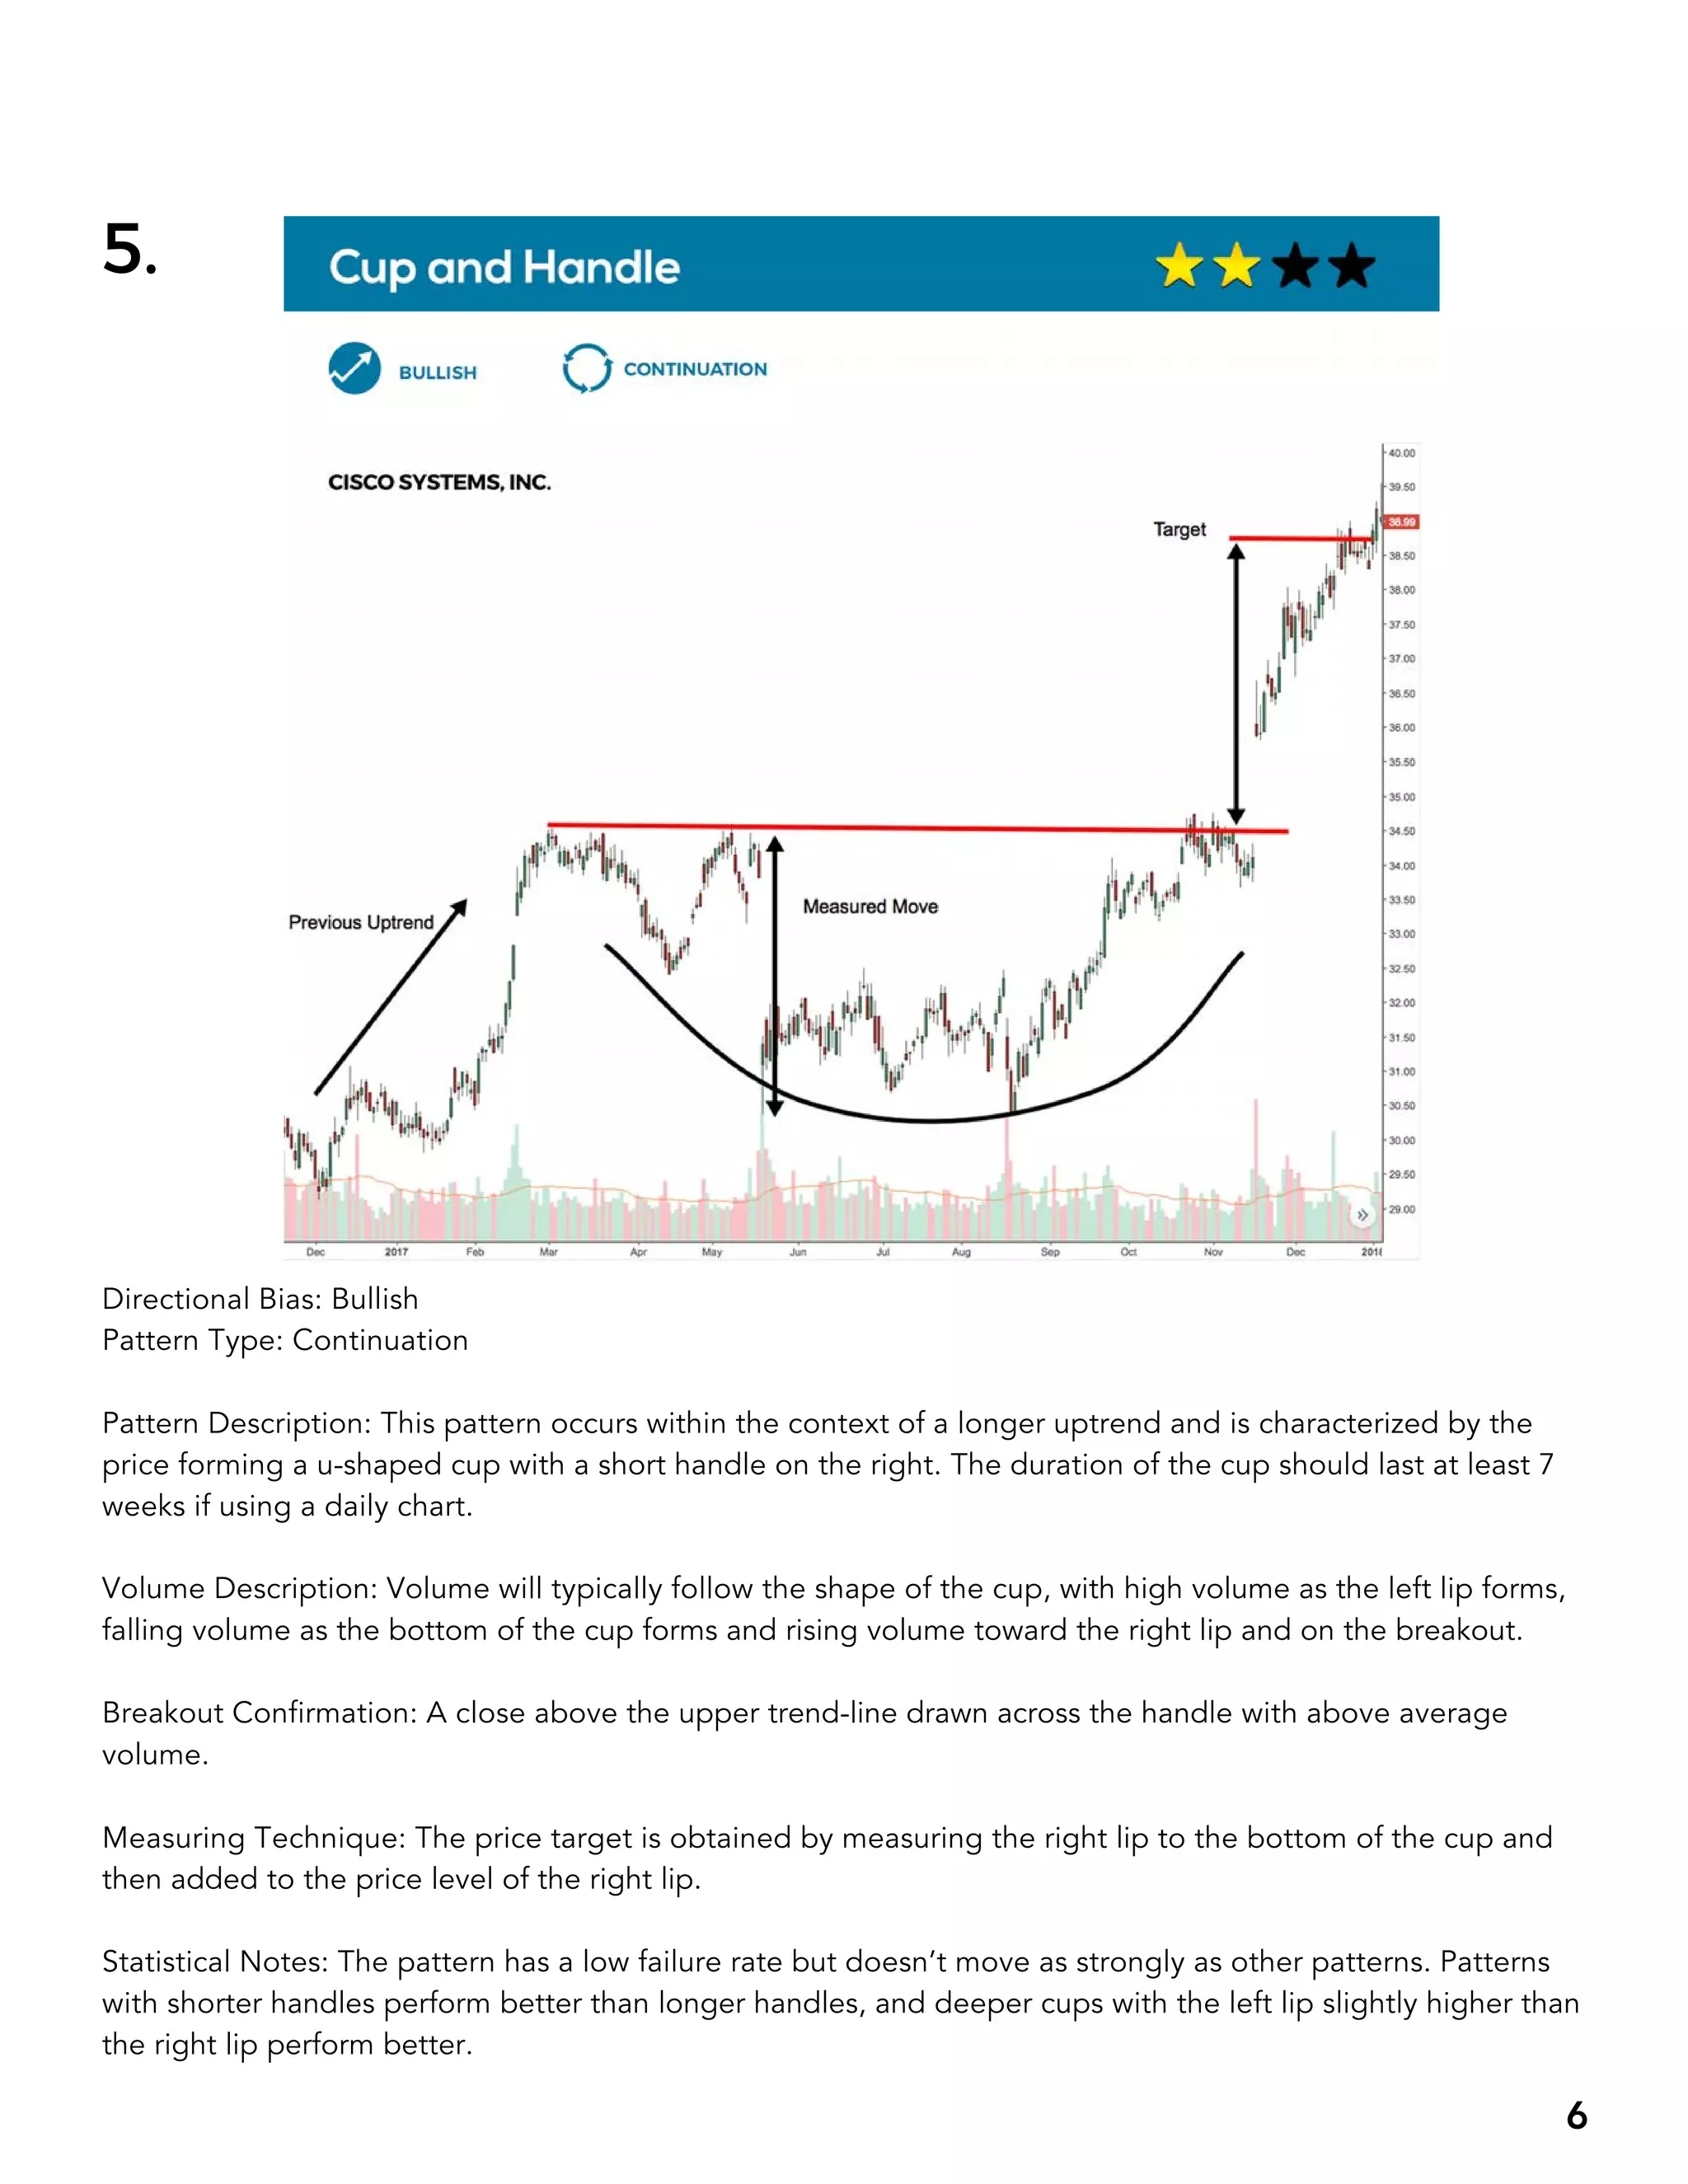 5.
Cup and Handle
BULLISH
CONTINUATION
CISCO SYSTEMS, INC.
Target
Previous Uptrend
Measured Move
40.00
39.50
38.99
38.50
38.00
37.50
37.00
36.50
36.00
35.50
35.00
34.50
34.00
33.50
33.00
32.50
32.00
31.50
31.00
30.50
30.00
29.50
29.00
Dec 2017 Feb Mar Apr May Jun Jul Aug Sep Oct Nov Dec 2018
Directional Bias: Bullish
Pattern Type: Continuation
Pattern Description: This pattern occurs within the context of a longer uptrend and is characterized by the
price forming a u-shaped cup with a short handle on the right. The duration of the cup should last at least 7
weeks if using a daily chart.
Volume Description: Volume will typically follow the shape of the cup, with high volume as the left lip forms,
falling volume as the bottom of the cup forms and rising volume toward the right lip and on the breakout.
Breakout Confirmation: A close above the upper trend-line drawn across the handle with above average
volume.
Measuring Technique: The price target is obtained by measuring the right lip to the bottom of the cup and
then added to the price level of the right lip.
Statistical Notes: The pattern has a low failure rate but doesn’t move as strongly as other patterns. Patterns
with shorter handles perform better than longer handles, and deeper cups with the left lip slightly higher than
the right lip perform better.
6